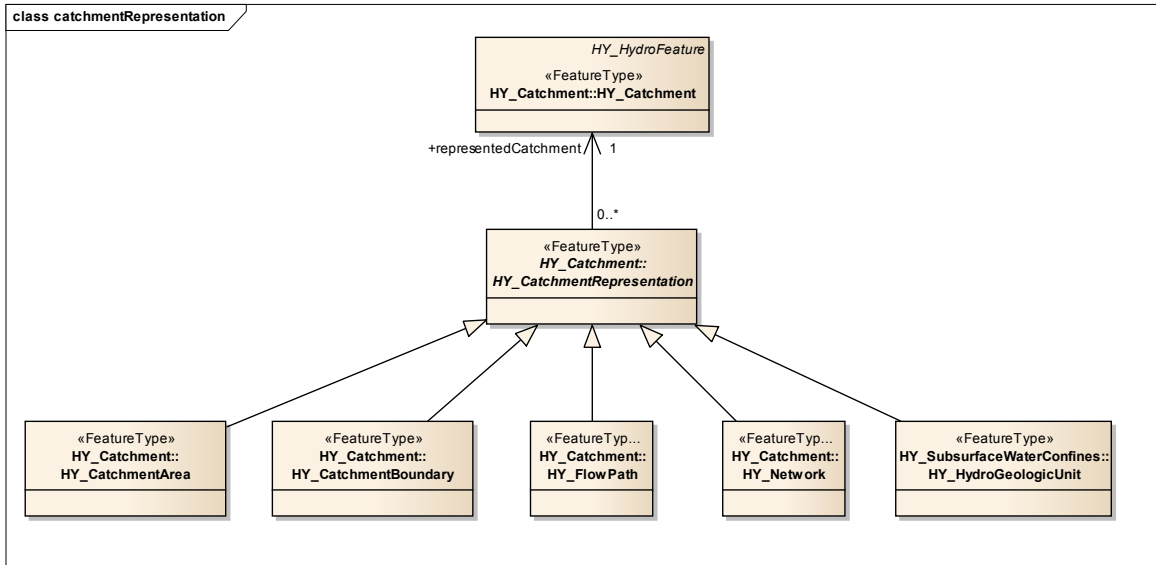 class catchmentRepresentation
HY_HydroFeature
«FeatureType»
HY_Catchment::HY_Catchment
+representedCatchment
1
0..*
«FeatureType»
HY_Catchment::
HY_CatchmentRepresentation
«FeatureType»
HY_Catchment::
HY_CatchmentArea
«FeatureType»
HY_Catchment::
HY_CatchmentBoundary
«FeatureTyp...
HY_Catchment::
HY_FlowPath
«FeatureTyp...
HY_Catchment::
HY_Network
«FeatureType»
HY_SubsurfaceWaterConfines::
HY_HydroGeologicUnit